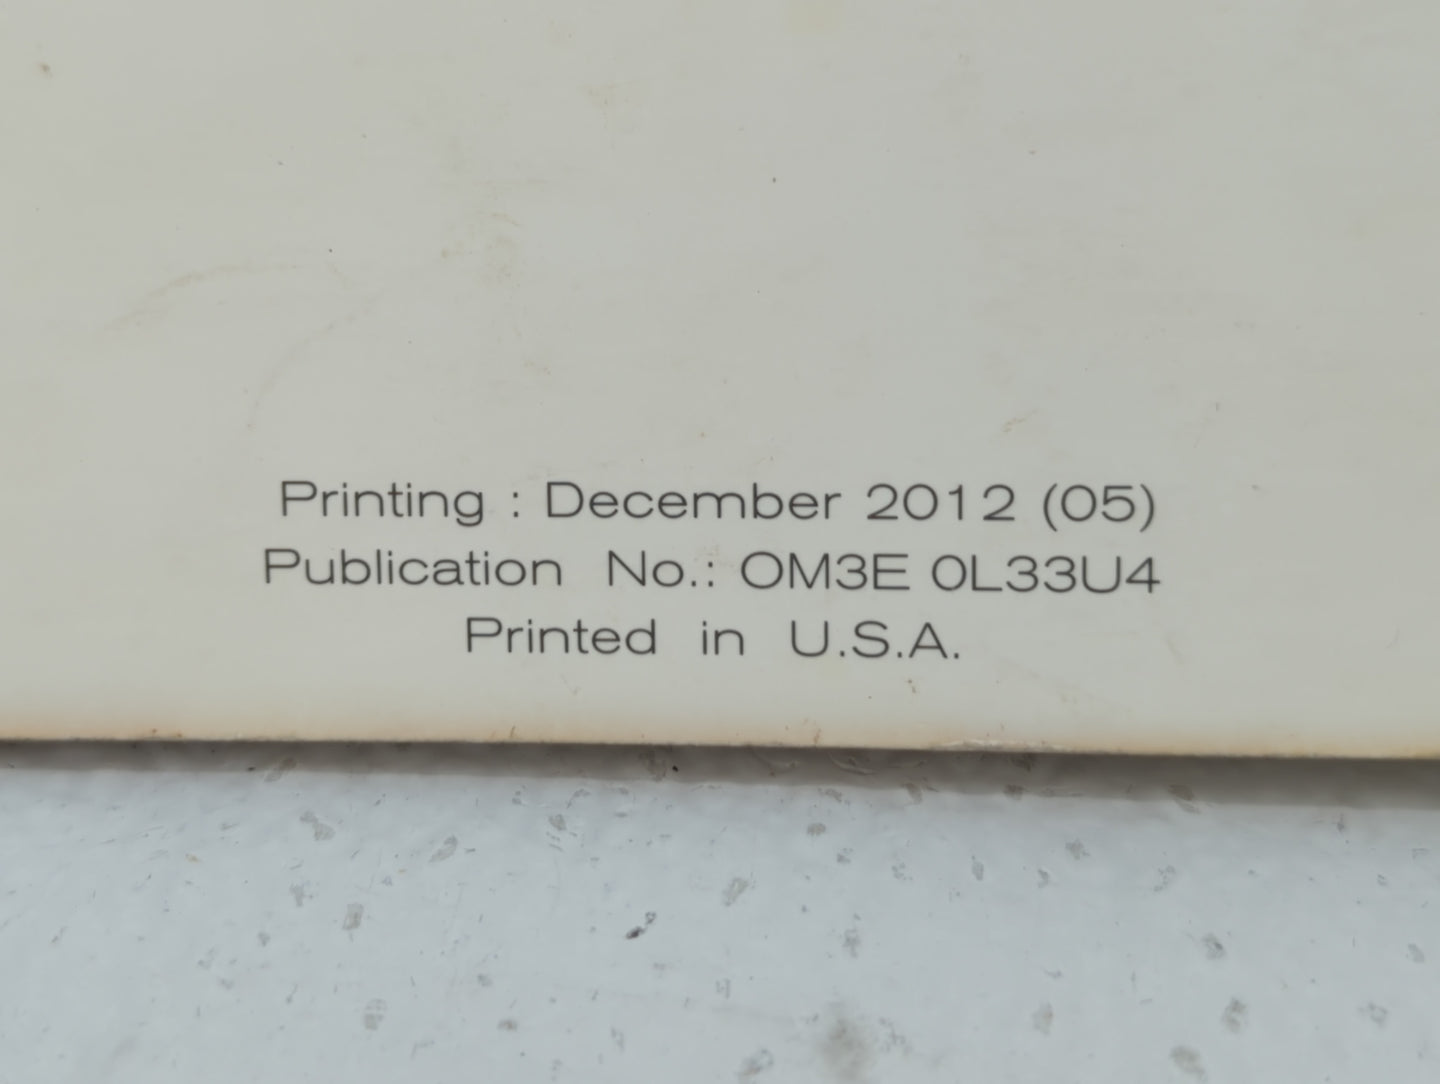 Printing : December 2012 (05)
Publication No.: OM3E 0L33U4
Printed in U.S.A.